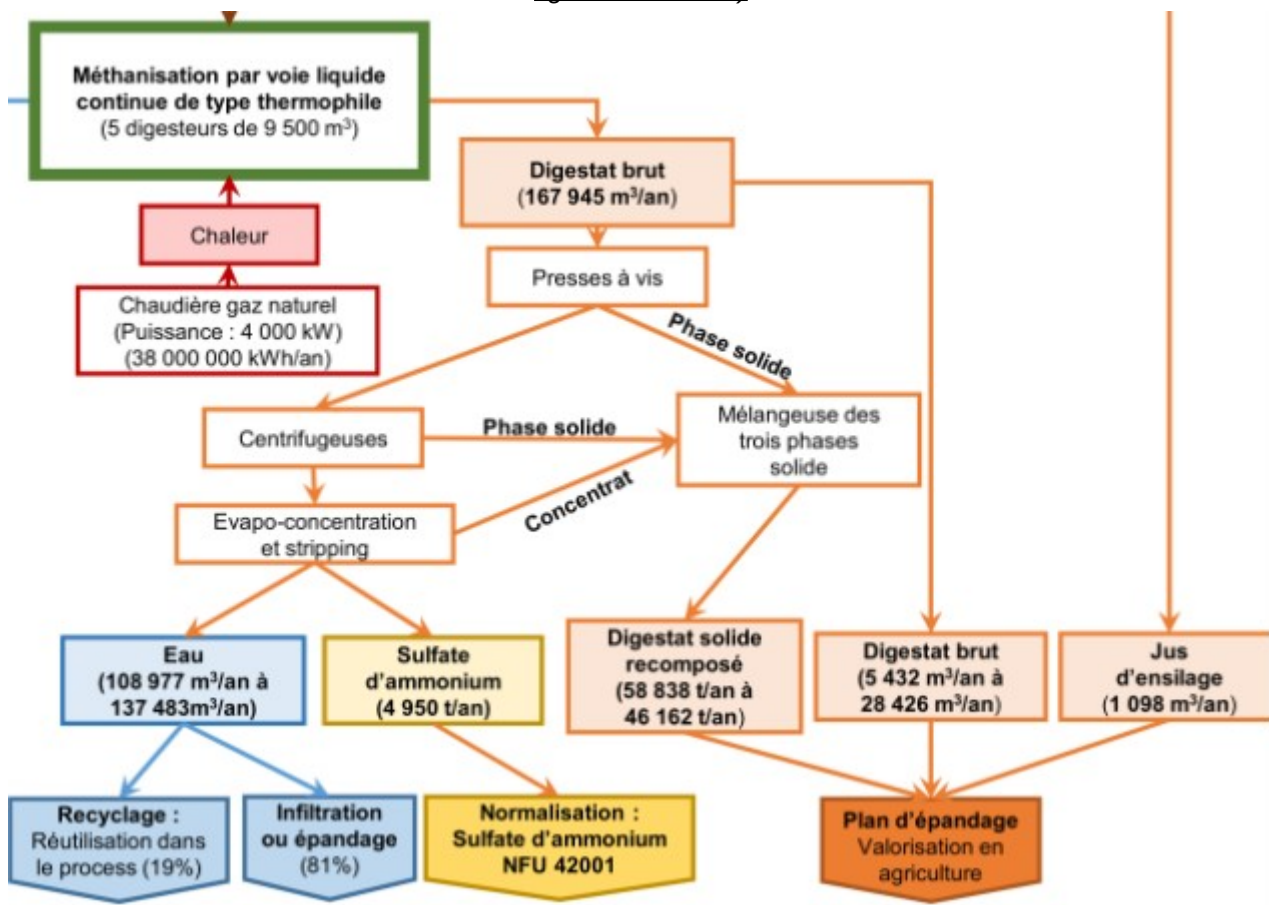 Méthanisation par voie liquide
continue de type thermophile
(5 digesteurs de 9 500 m³)
Digestat brut
(167 945 m³/an)
Chaleur
Presses à vis
Chaudière gaz naturel
(Puissance : 4 000 kW)
(38 000 000 kWh/an)
Phase solide
Centrifugeuses
Phase solide
Mélangeuse des
trois phases
solide
Evapo-concentration
et stripping
Concentrat
Eau
(108 977 m³/an à
137 483m³/an)
Sulfate
d'ammonium
(4 950 t/an)
Digestat solide
recomposé
(58 838 t/an à
46 162 t/an)
Digestat brut
(5 432 m³/an à
28 426 m³/an)
Jus
d'ensilage
(1 098 m³/an)
Recyclage :
Réutilisation dans
le process (19%)
Infiltration
ou épandage
(81%)
Normalisation :
Sulfate d'ammonium
NFU 42001
Plan d'épandage
Valorisation en
agriculture